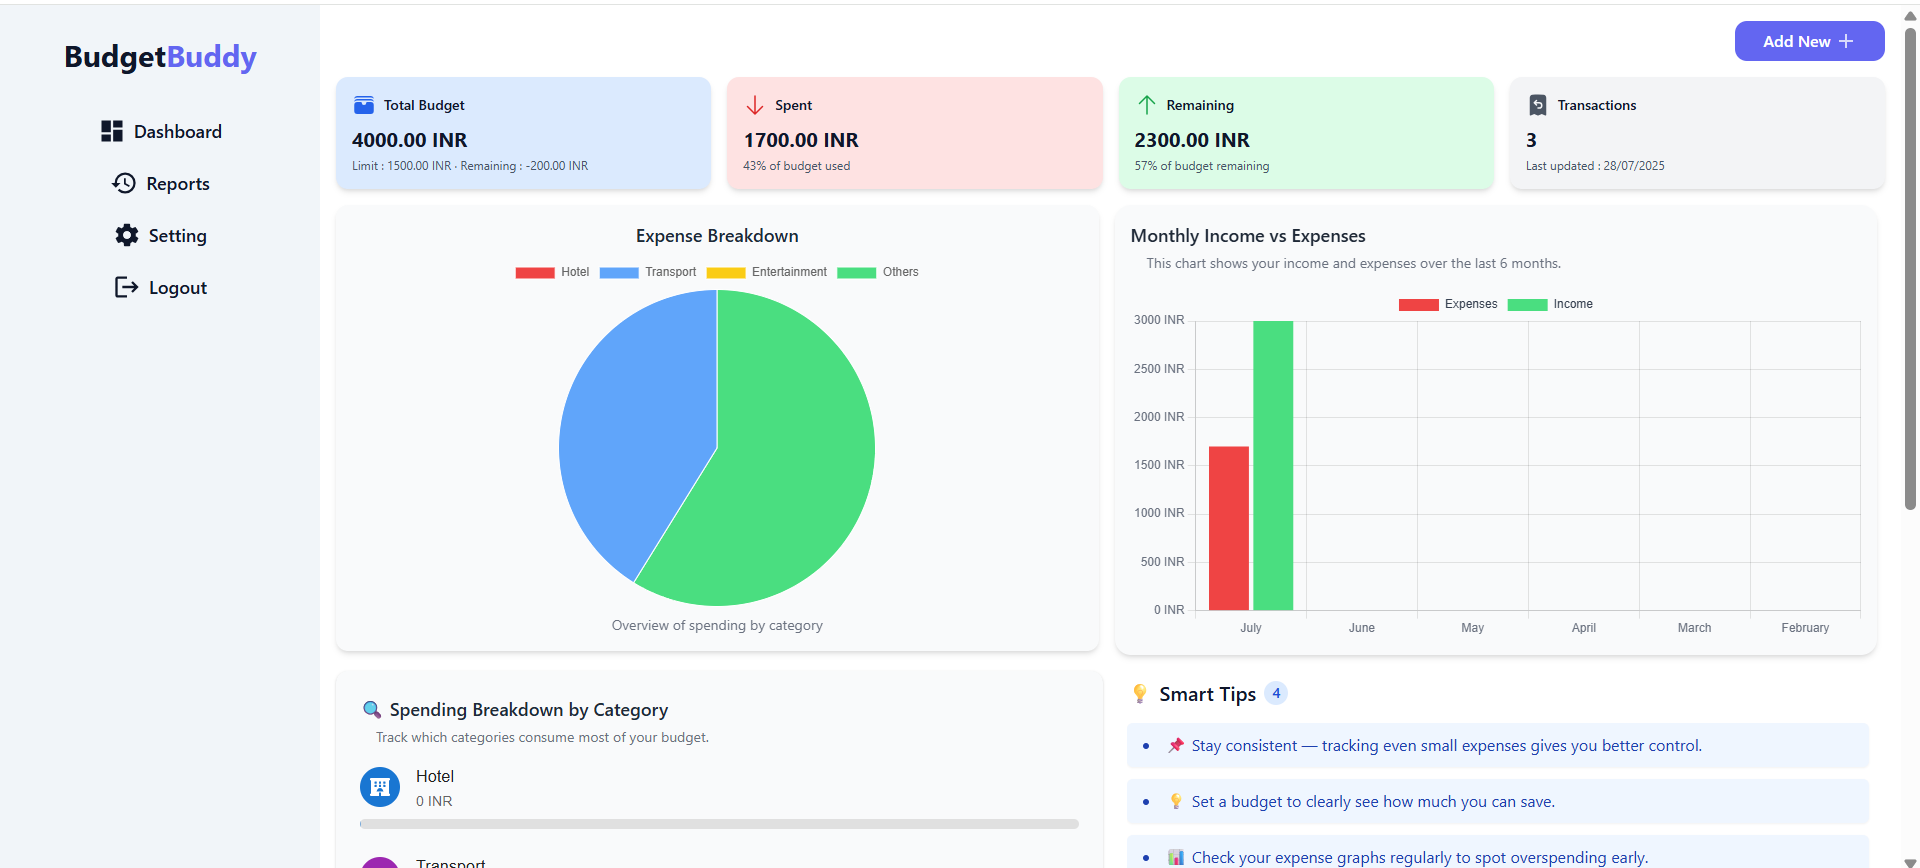 BudgetBuddy
Dashboard
Reports
Setting
Logout
Add New
Total Budget
4000.00 INR
Limit : 1500.00 INR · Remaining : -200.00 INR
Spent
1700.00 INR
43% of budget used
Remaining
2300.00 INR
57% of budget remaining
Transactions
3
Last updated : 28/07/2025
Expense Breakdown
Hotel Transport Entertainment Others
Overview of spending by category
Monthly Income vs Expenses
This chart shows your income and expenses over the last 6 months.
Expenses Income
3000 INR
2500 INR
2000 INR
1500 INR
1000 INR
500 INR
0 INR
July June May April March February
Spending Breakdown by Category
Track which categories consume most of your budget.
Hotel
0 INR
Transport
Smart Tips 4
Stay consistent — tracking even small expenses gives you better control.
Set a budget to clearly see how much you can save.
Check your expense graphs regularly to spot overspending early.